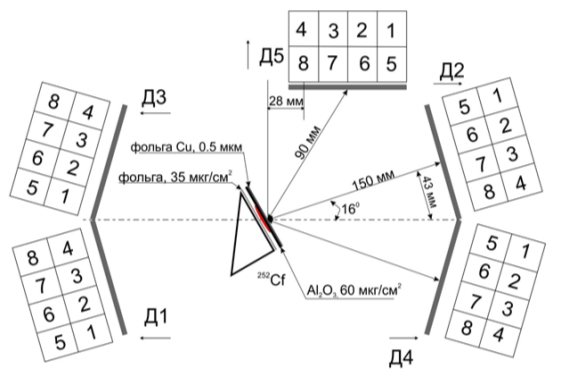 4 3 2 1
8 7 6 5
Д5
28 мм
90 мм
Д2
5 1
6 2
7 3
8 4
150 мм
43 мм
16⁰
Д3
8 4
7 3
6 2
5 1
фольга Cu, 0.5 мкм
фольга, 35 мкг/см²
²⁵²Cf
Al₂O₃, 60 мкг/см²
Д1
8 4
7 3
6 2
5 1
Д4
5 1
6 2
7 3
8 4